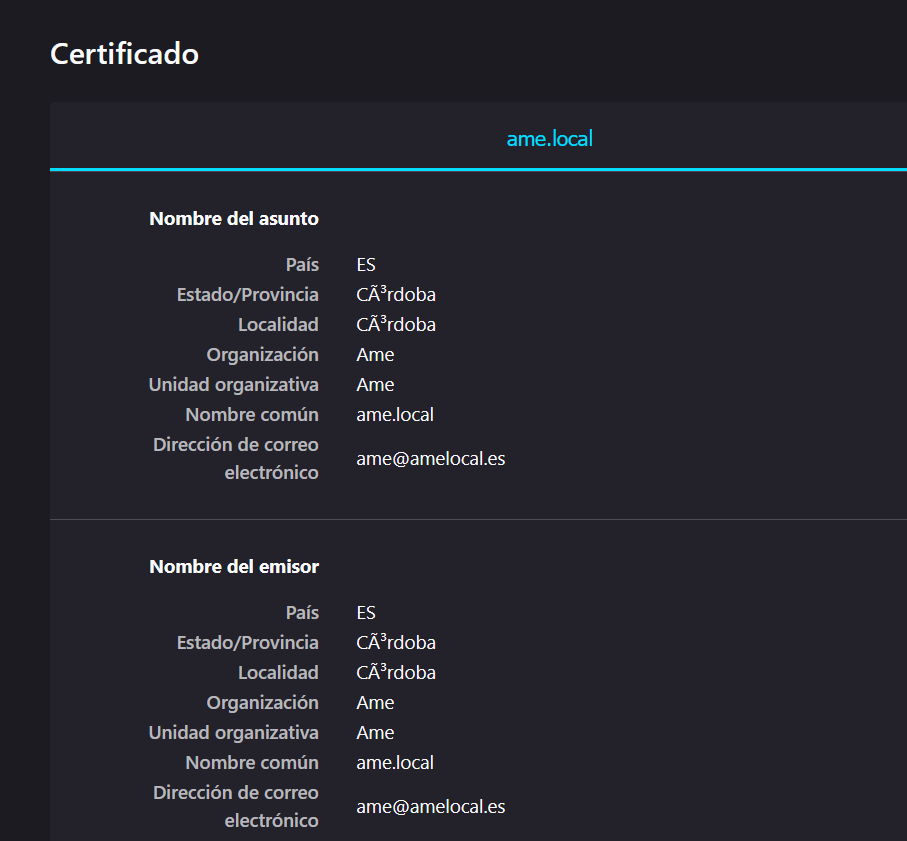 Certificado
ame.local
Nombre del asunto
País ES
Estado/Provincia CÃ³rdoba
Localidad CÃ³rdoba
Organización Ame
Unidad organizativa Ame
Nombre común ame.local
Dirección de correo
electrónico ame@amelocal.es
Nombre del emisor
País ES
Estado/Provincia CÃ³rdoba
Localidad CÃ³rdoba
Organización Ame
Unidad organizativa Ame
Nombre común ame.local
Dirección de correo
electrónico ame@amelocal.es